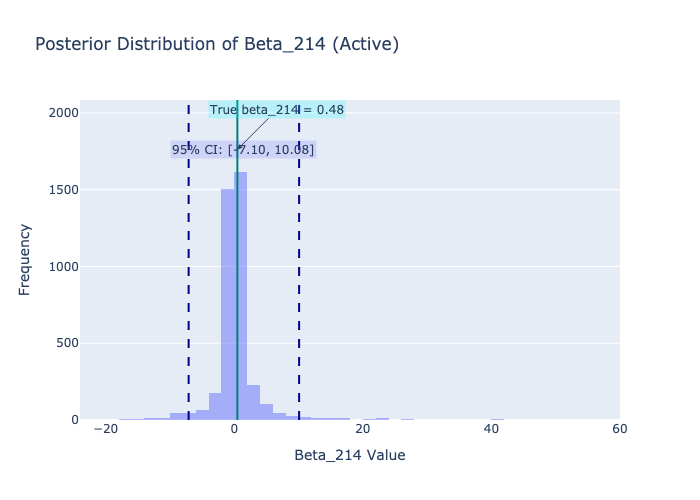 Posterior Distribution of Beta_214 (Active)
True beta_214 = 0.48
95% CI: [-7.10, 10.08]
2000
1500
1000
500
0
Frequency
−20
0
20
40
60
Beta_214 Value